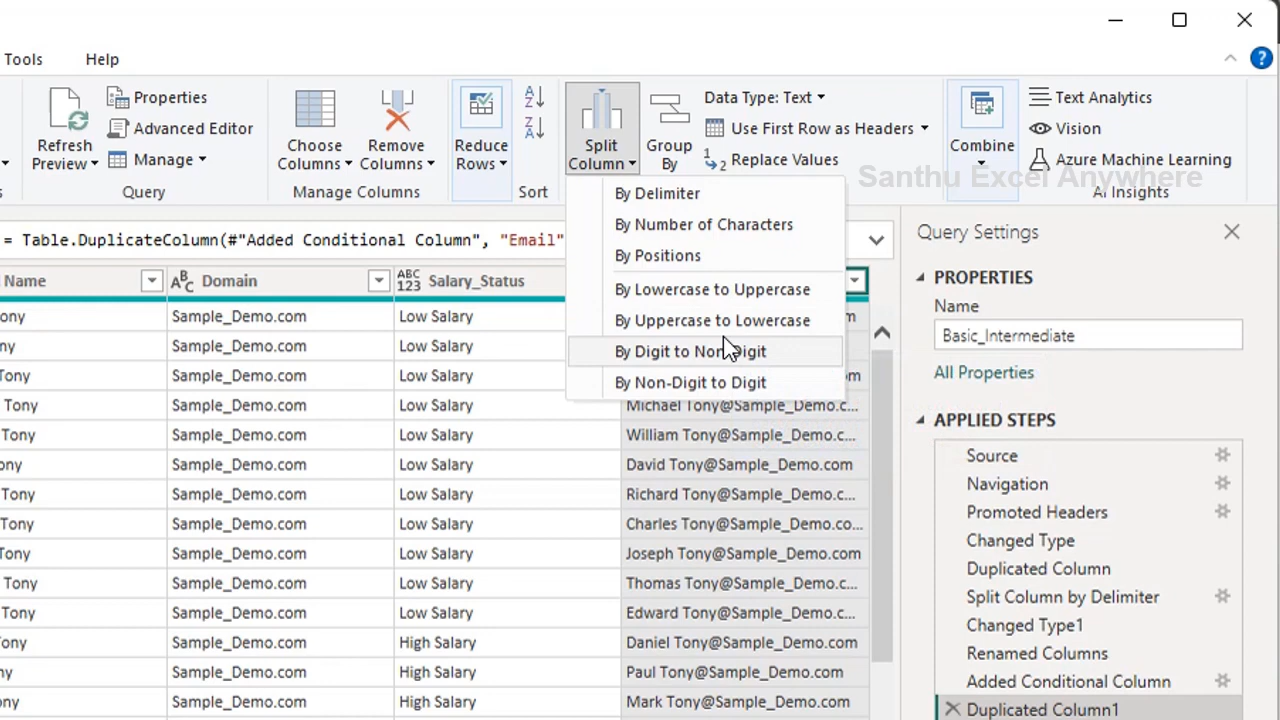 Tools Help
Properties
Data Type: Text
Text Analytics
Refresh
Preview
Advanced Editor
Choose
Columns
Remove
Columns
Reduce
Rows
Split
Column
Group
By
Use First Row as Headers
Combine
Vision
Manage
Replace Values
Azure Machine Learning
Santhu Excel Anywhere
Query
Manage Columns
Sort
AI Insights
By Delimiter
By Number of Characters
By Positions
By Lowercase to Uppercase
By Uppercase to Lowercase
By Digit to Non-Digit
By Non-Digit to Digit
= Table.DuplicateColumn(#"Added Conditional Column", "Email"
Name Domain Salary_Status
ony Sample_Demo.com Low Salary m
ny Sample_Demo.com Low Salary
Tony Sample_Demo.com Low Salary om
Tony Sample_Demo.com Low Salary Michael Tony@Sample_Demo.c...
Tony Sample_Demo.com Low Salary William Tony@Sample_Demo.c...
ony Sample_Demo.com Low Salary David Tony@Sample_Demo.com
Tony Sample_Demo.com Low Salary Richard Tony@Sample_Demo.c...
Tony Sample_Demo.com Low Salary Charles Tony@Sample_Demo.co...
Tony Sample_Demo.com Low Salary Joseph Tony@Sample_Demo.com
Tony Sample_Demo.com Low Salary Thomas Tony@Sample_Demo.c...
Tony Sample_Demo.com Low Salary Edward Tony@Sample_Demo.c...
ony Sample_Demo.com High Salary Daniel Tony@Sample_Demo.com
ny Sample_Demo.com High Salary Paul Tony@Sample_Demo.com
ny Sample_Demo.com High Salary Mark Tony@Sample_Demo.com
Query Settings
PROPERTIES
Name
Basic_Intermediate
All Properties
APPLIED STEPS
Source
Navigation
Promoted Headers
Changed Type
Duplicated Column
Split Column by Delimiter
Changed Type1
Renamed Columns
Added Conditional Column
Duplicated Column1